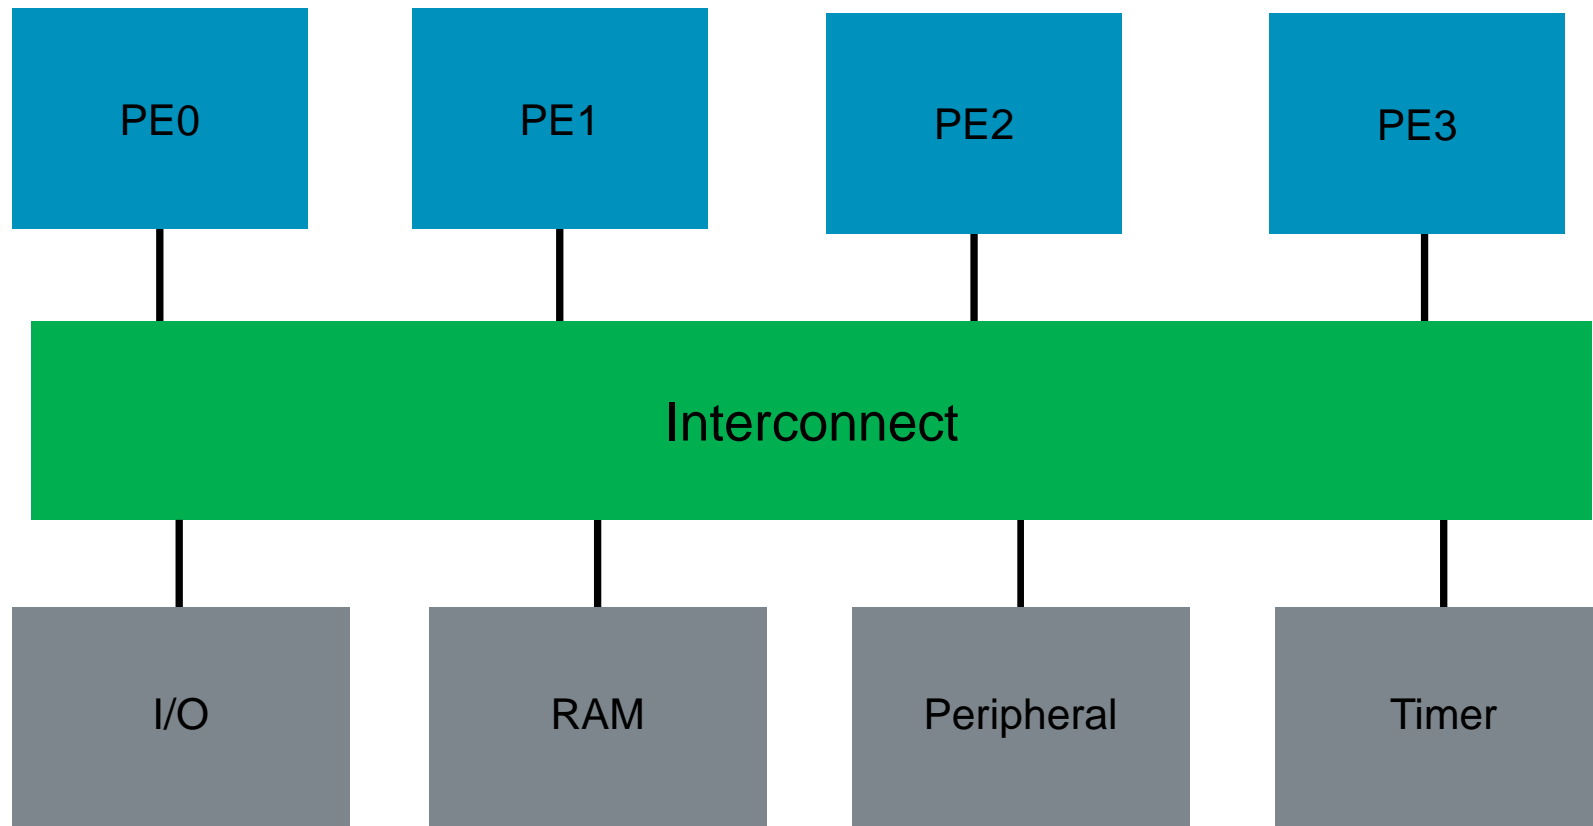 PE0
PE1
PE2
PE3
Interconnect
I/O
RAM
Peripheral
Timer